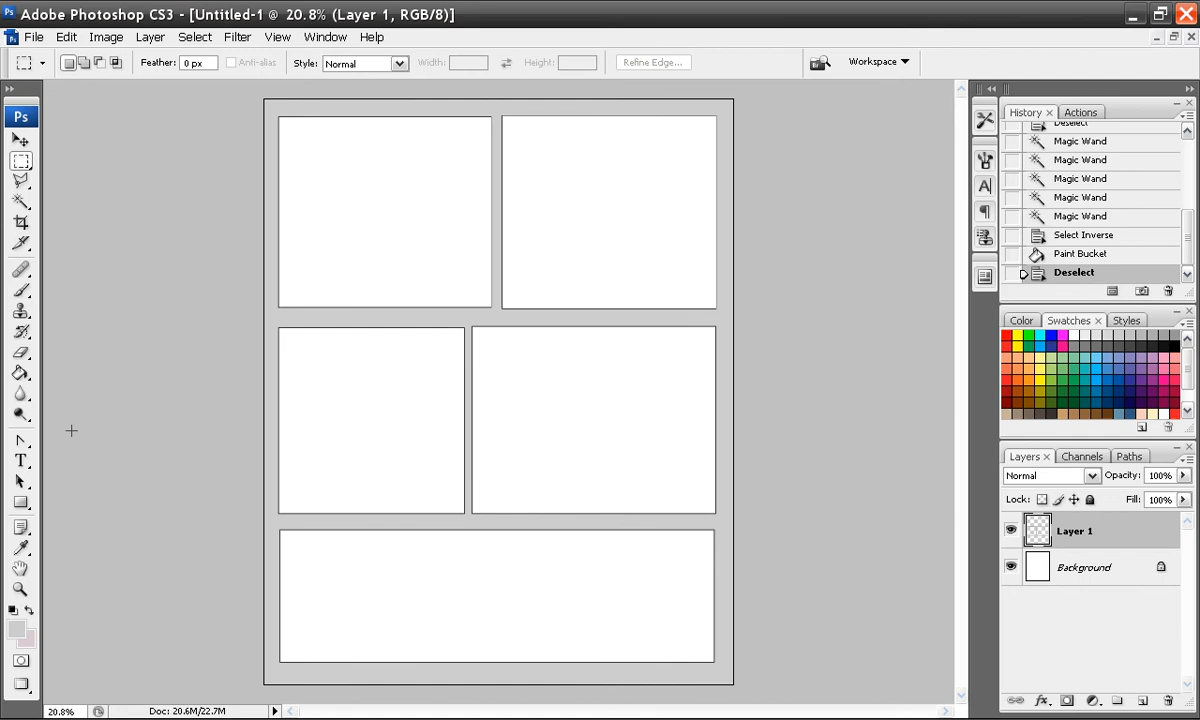 Ps Adobe Photoshop CS3 - [Untitled-1 @ 20.8% (Layer 1, RGB/8)]
Ps File Edit Image Layer Select Filter View Window Help
Feather: 0 px Anti-alias Style: Normal Width: Height: Refine Edge... Workspace
Ps
T
A
History Actions
Deselect
Magic Wand
Magic Wand
Magic Wand
Magic Wand
Magic Wand
Select Inverse
Paint Bucket
Deselect
Color Swatches Styles
Layers Channels Paths
Normal Opacity: 100%
Lock: Fill: 100%
Layer 1
Background
fx
20.8% Doc: 20.6M/22.7M